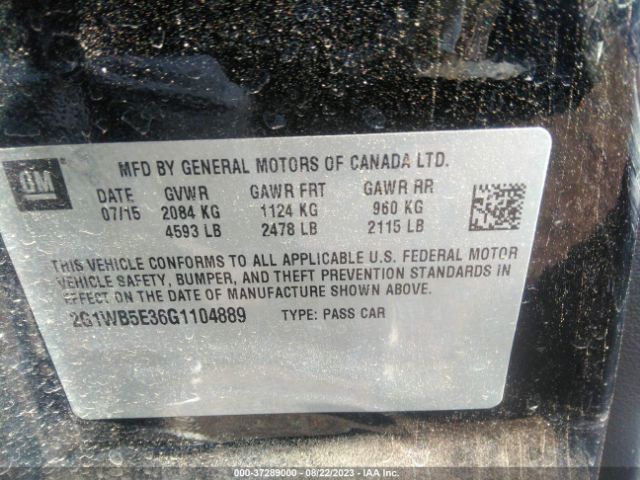 GM
MFD BY GENERAL MOTORS OF CANADA LTD.
DATE GVWR GAWR FRT GAWR RR
07/15 2084 KG 1124 KG 960 KG
4593 LB 2478 LB 2115 LB
THIS VEHICLE CONFORMS TO ALL APPLICABLE U.S. FEDERAL MOTOR
VEHICLE SAFETY, BUMPER, AND THEFT PREVENTION STANDARDS IN
EFFECT ON THE DATE OF MANUFACTURE SHOWN ABOVE.
2G1WB5E36G1104889 TYPE: PASS CAR
000-37289000 - 08/22/2023 - IAA Inc.